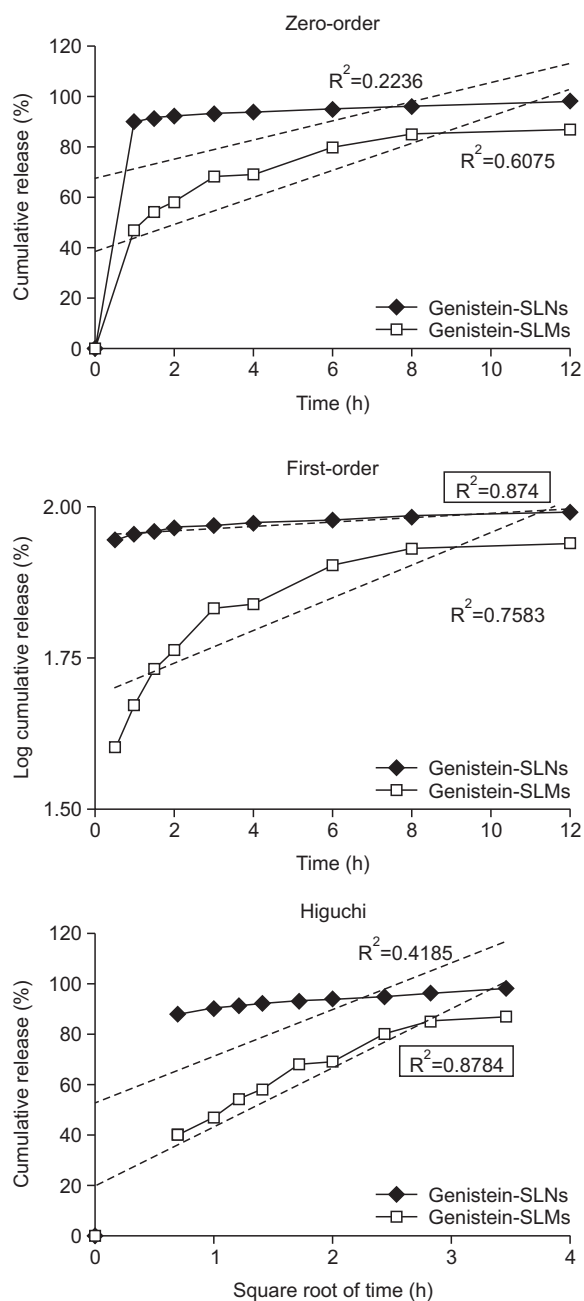 Zero-order
120
100
80
60
40
20
0
Cumulative release (%)
R²=0.2236
R²=0.6075
Genistein-SLNs
Genistein-SLMs
0 2 4 6 8 10 12
Time (h)
First-order
2.00
1.75
1.50
Log cumulative release (%)
R²=0.874
R²=0.7583
Genistein-SLNs
Genistein-SLMs
0 2 4 6 8 10 12
Time (h)
Higuchi
120
100
80
60
40
20
0
Cumulative release (%)
R²=0.4185
R²=0.8784
Genistein-SLNs
Genistein-SLMs
0 1 2 3 4
Square root of time (h)